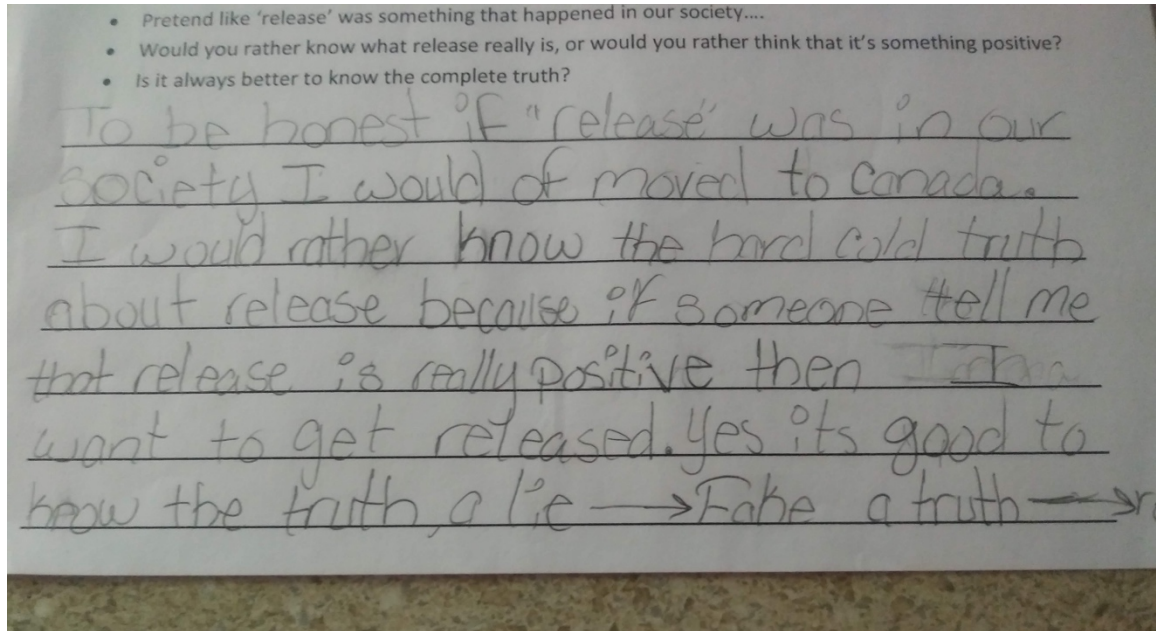 • Pretend like 'release' was something that happened in our society....
• Would you rather know what release really is, or would you rather think that it's something positive?
• Is it always better to know the complete truth?
To be honest if "release" was in our
society I would of moved to Canada.
I would rather know the hard cold truth
about release because if someone tell me
that release is really positive then I
want to get released. Yes its good to
know the truth, a lie → Fake a truth → r